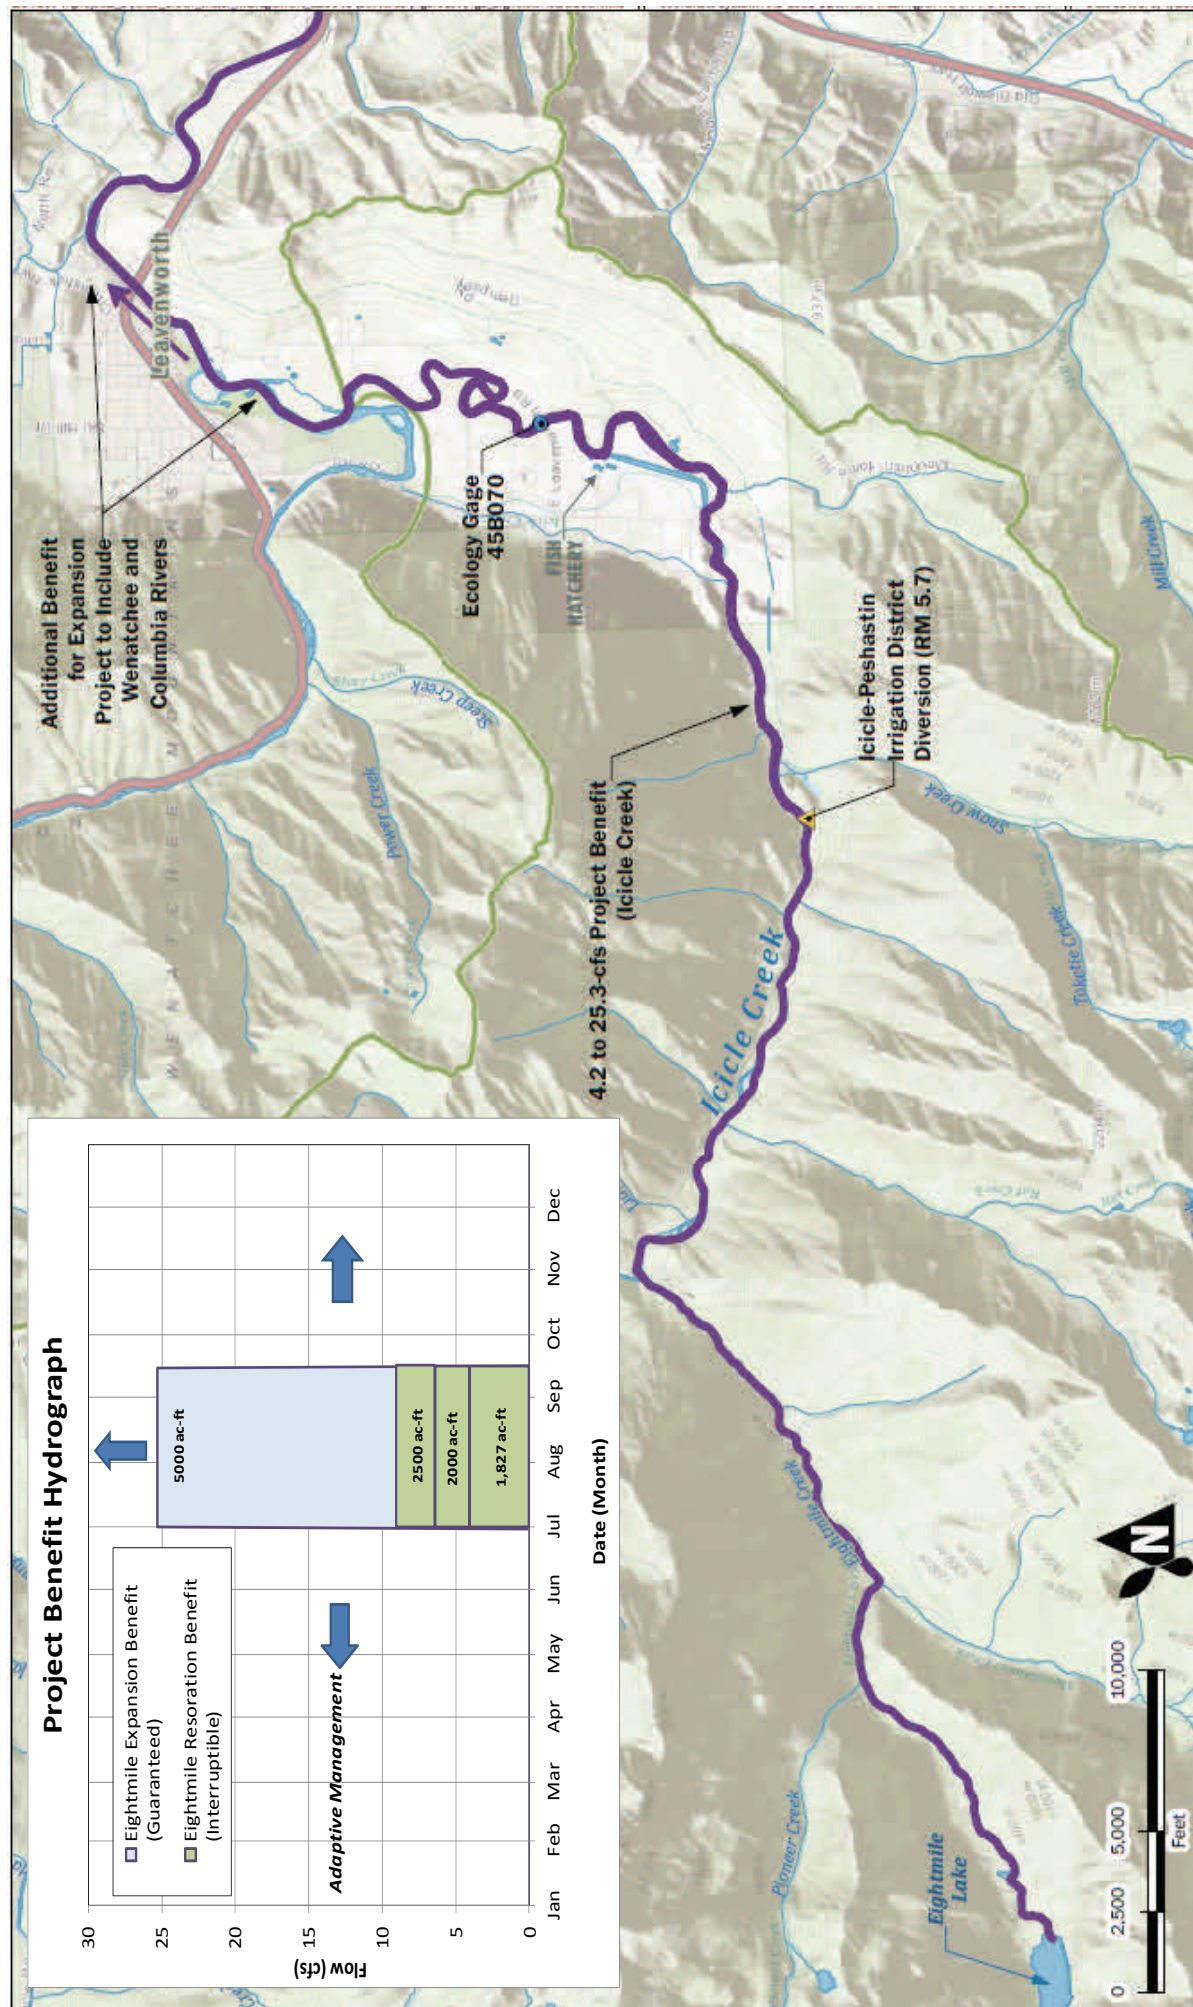 Project Benefit Hydrograph
Eightmile Expansion Benefit
(Guaranteed)
Eightmile Resoration Benefit
(Interruptible)
30
25
20
15
10
5
0
Flow (cfs)
5000 ac-ft
2500 ac-ft
2000 ac-ft
1,827 ac-ft
Adaptive Management
Jan
Feb
Mar
Apr
May
Jun
Jul
Aug
Sep
Oct
Nov
Dec
Date (Month)
Additional Benefit
for Expansion
Project to Include
Wenatchee and
Columbia Rivers
Leavenworth
WENATCHEE MOUNTAINS
Power Creek
Steep Creek
Ecology Gage
45B070
FISH
HATCHERY
4.2 to 25.3-cfs Project Benefit
(Icicle Creek)
Icicle Creek
Icicle-Peshastin
Irrigation District
Diversion (RM 5.7)
Snow Creek
Toketie Creek
Mill Creek
Rat Creek
Eightmile Creek
Pioneer Creek
Eightmile
Lake
N
0
2,500
5,000
10,000
Feet